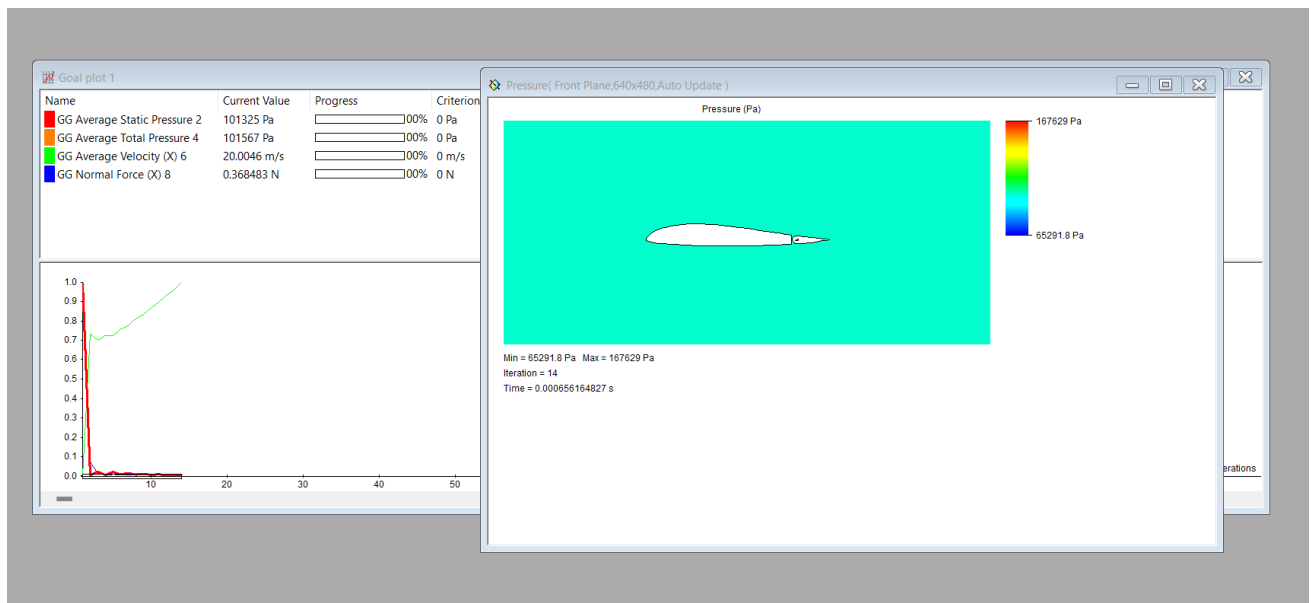 Goal plot 1
Name Current Value Progress Criterion
GG Average Static Pressure 2 101325 Pa 00% 0 Pa
GG Average Total Pressure 4 101567 Pa 00% 0 Pa
GG Average Velocity (X) 6 20.0046 m/s 00% 0 m/s
GG Normal Force (X) 8 0.368483 N 00% 0 N
1.0
0.9
0.8
0.7
0.6
0.5
0.4
0.3
0.2
0.1
0.0
10 20 30 40 50
erations
Pressure( Front Plane,640x480,Auto Update )
Pressure (Pa)
167629 Pa
65291.8 Pa
Min = 65291.8 Pa Max = 167629 Pa
Iteration = 14
Time = 0.000656164827 s